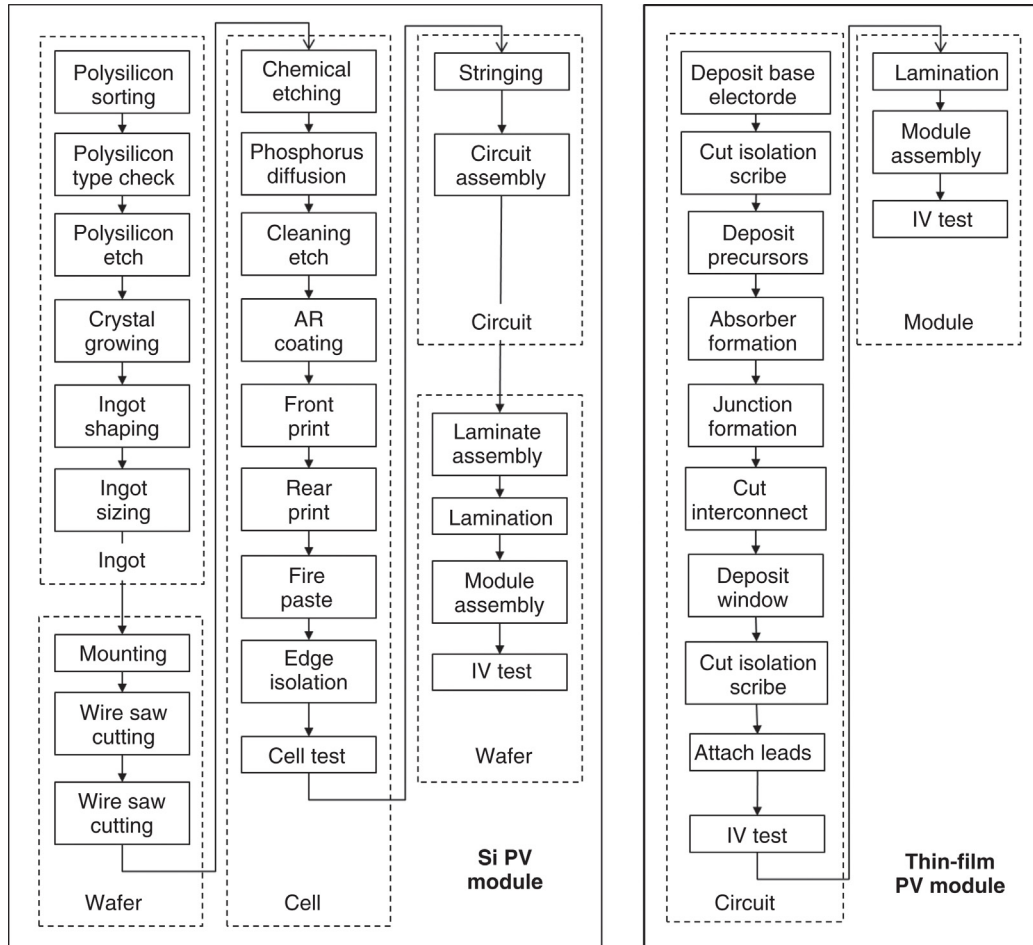 Polysilicon
sorting
Polysilicon
type check
Polysilicon
etch
Crystal
growing
Ingot
shaping
Ingot
sizing
Ingot
Mounting
Wire saw
cutting
Wire saw
cutting
Wafer
Chemical
etching
Phosphorus
diffusion
Cleaning
etch
AR
coating
Front
print
Rear
print
Fire
paste
Edge
isolation
Cell test
Cell
Stringing
Circuit
assembly
Circuit
Laminate
assembly
Lamination
Module
assembly
IV test
Wafer
Si PV
module
Deposit base
electorde
Cut isolation
scribe
Deposit
precursors
Absorber
formation
Junction
formation
Cut
interconnect
Deposit
window
Cut isolation
scribe
Attach leads
IV test
Circuit
Lamination
Module
assembly
IV test
Module
Thin-film
PV module